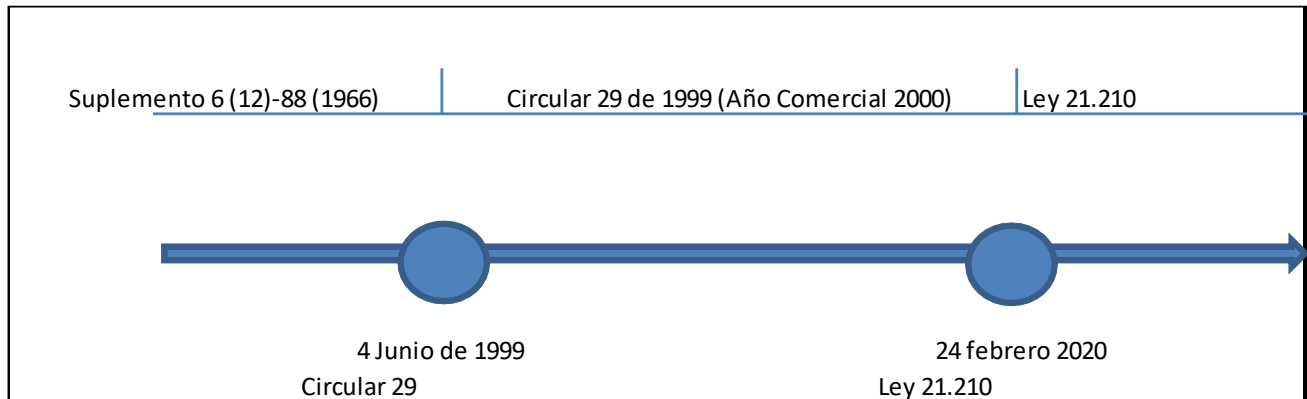 Suplemento 6 (12)-88 (1966) Circular 29 de 1999 (Año Comercial 2000) Ley 21.210
4 Junio de 1999 24 febrero 2020
Circular 29 Ley 21.210